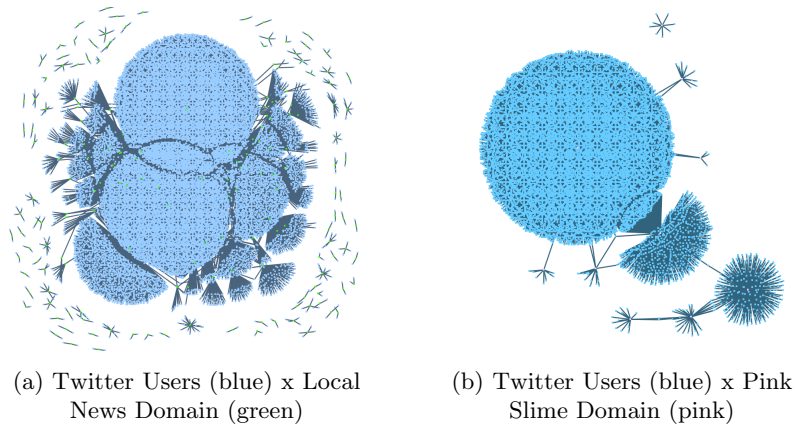 (a) Twitter Users (blue) x Local
News Domain (green)
(b) Twitter Users (blue) x Pink
Slime Domain (pink)